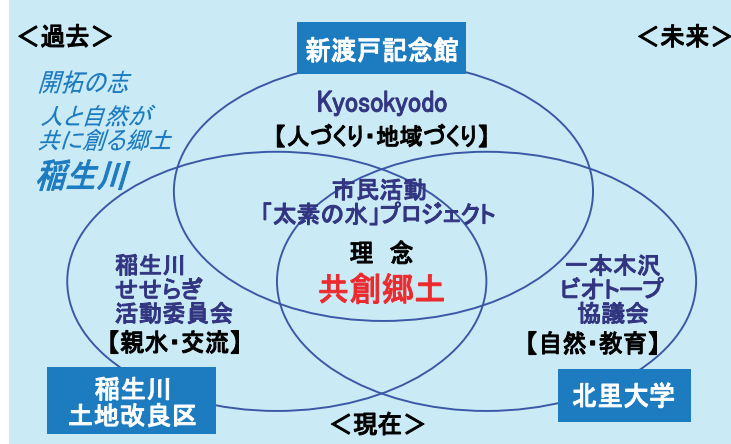 ＜過去＞
新渡戸記念館
＜未来＞
開拓の志
人と自然が
共に創る郷土
稲生川
Kyosokyodo
【人づくり・地域づくり】
市民活動
「太素の水」プロジェクト
理　念
共創郷土
稲生川
せせらぎ
活動委員会
【親水・交流】
一本木沢
ビオトープ
協議会
【自然・教育】
稲生川
土地改良区
＜現在＞
北里大学